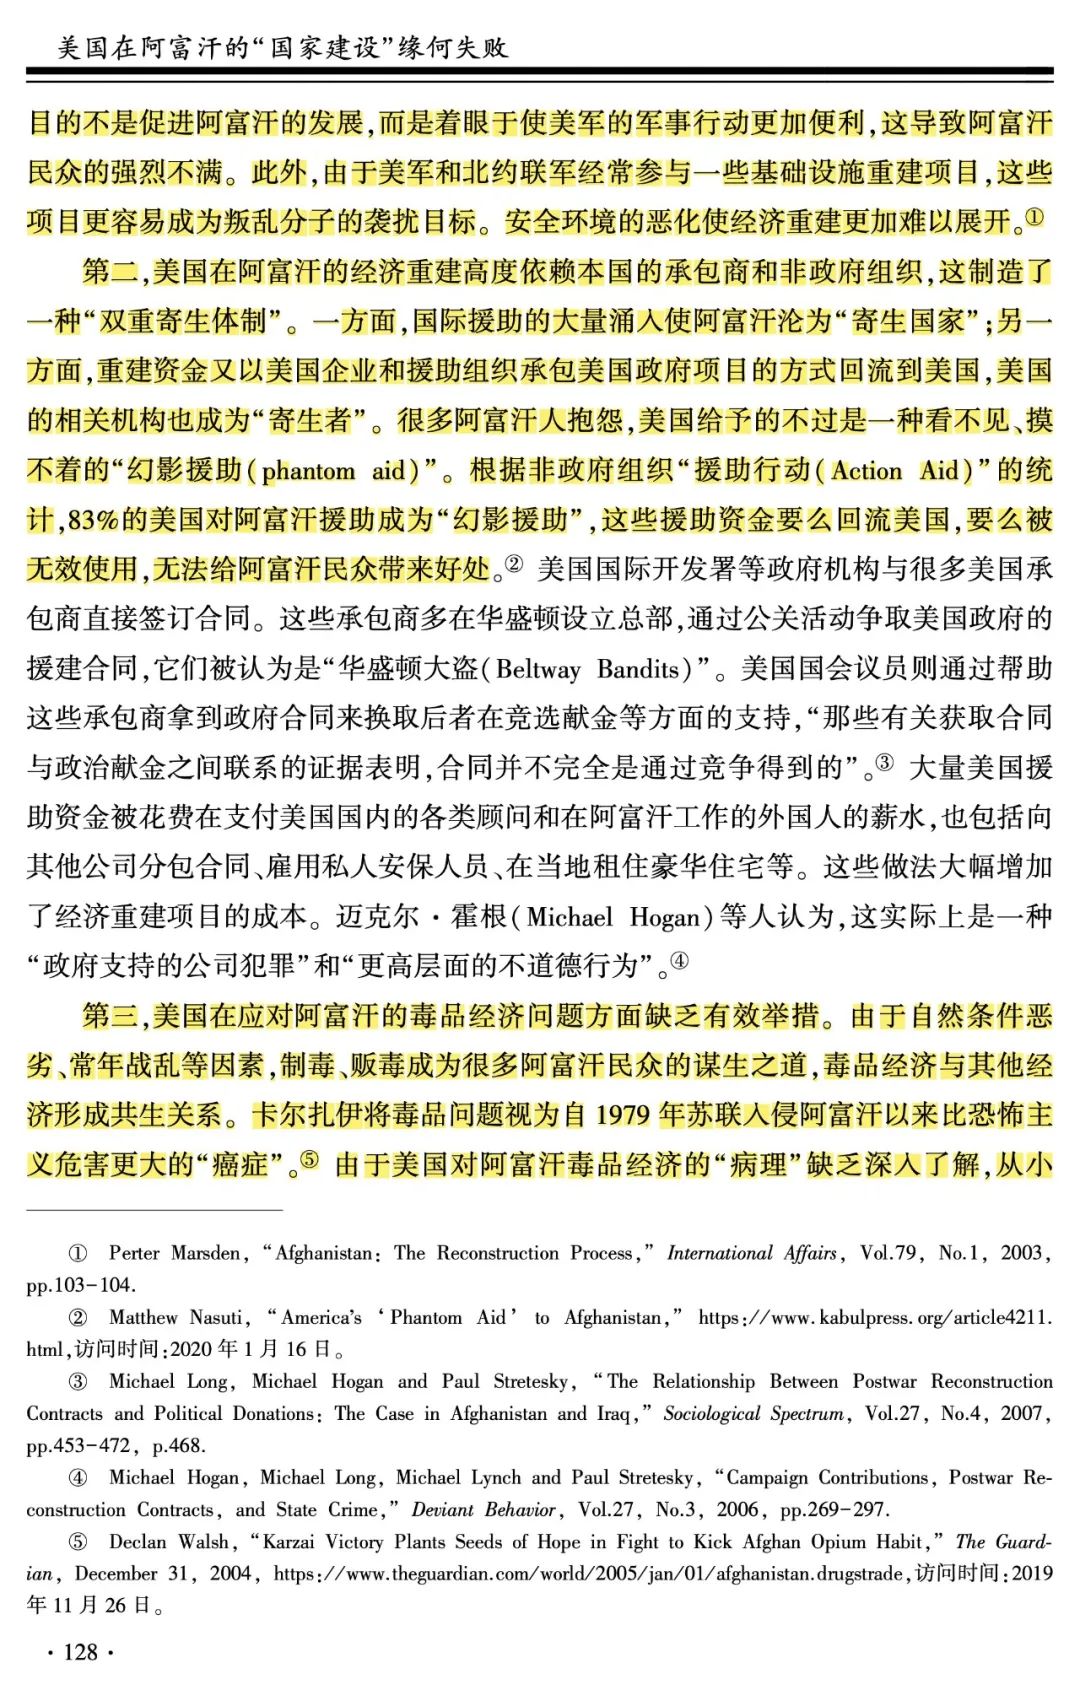 美国在阿富汗的“国家建设”缘何失败
目的不是促进阿富汗的发展,而是着眼于使美军的军事行动更加便利,这导致阿富汗
民众的强烈不满。此外,由于美军和北约联军经常参与一些基础设施重建项目,这些
项目更容易成为叛乱分子的袭扰目标。安全环境的恶化使经济重建更加难以展开。①
第二,美国在阿富汗的经济重建高度依赖本国的承包商和非政府组织,这制造了
一种“双重寄生体制”。一方面,国际援助的大量涌入使阿富汗沦为“寄生国家”;另一
方面,重建资金又以美国企业和援助组织承包美国政府项目的方式回流到美国,美国
的相关机构也成为“寄生者”。很多阿富汗人抱怨,美国给予的不过是一种看不见、摸
不着的“幻影援助(phantom aid)”。根据非政府组织“援助行动(Action Aid)”的统
计,83%的美国对阿富汗援助成为“幻影援助”,这些援助资金要么回流美国,要么被
无效使用,无法给阿富汗民众带来好处。② 美国国际开发署等政府机构与很多美国承
包商直接签订合同。这些承包商多在华盛顿设立总部,通过公关活动争取美国政府的
援建合同,它们被认为是“华盛顿大盗(Beltway Bandits)”。美国国会议员则通过帮助
这些承包商拿到政府合同来换取后者在竞选献金等方面的支持,“那些有关获取合同
与政治献金之间联系的证据表明,合同并不完全是通过竞争得到的”。③ 大量美国援
助资金被花费在支付美国国内的各类顾问和在阿富汗工作的外国人的薪水,也包括向
其他公司分包合同、雇用私人安保人员、在当地租住豪华住宅等。这些做法大幅增加
了经济重建项目的成本。迈克尔·霍根(Michael Hogan)等人认为,这实际上是一种
“政府支持的公司犯罪”和“更高层面的不道德行为”。④
第三,美国在应对阿富汗的毒品经济问题方面缺乏有效举措。由于自然条件恶
劣、常年战乱等因素,制毒、贩毒成为很多阿富汗民众的谋生之道,毒品经济与其他经
济形成共生关系。卡尔扎伊将毒品问题视为自 1979 年苏联入侵阿富汗以来比恐怖主
义危害更大的“癌症”。⑤ 由于美国对阿富汗毒品经济的“病理”缺乏深入了解,从小
① Perter Marsden, “Afghanistan: The Reconstruction Process,” International Affairs, Vol.79, No.1, 2003,
pp.103-104.
② Matthew Nasuti, “America’s ‘Phantom Aid’ to Afghanistan,” https://www.kabulpress.org/article4211.
html,访问时间:2020 年 1 月 16 日。
③ Michael Long, Michael Hogan and Paul Stretesky, “The Relationship Between Postwar Reconstruction
Contracts and Political Donations: The Case in Afghanistan and Iraq,” Sociological Spectrum, Vol.27, No.4, 2007,
pp.453-472, p.468.
④ Michael Hogan, Michael Long, Michael Lynch and Paul Stretesky, “Campaign Contributions, Postwar Re-
construction Contracts, and State Crime,” Deviant Behavior, Vol.27, No.3, 2006, pp.269-297.
⑤ Declan Walsh, “Karzai Victory Plants Seeds of Hope in Fight to Kick Afghan Opium Habit,” The Guard-
ian, December 31, 2004, https://www.theguardian.com/world/2005/jan/01/afghanistan.drugstrade,访问时间:2019
年 11 月 26 日。
·128·